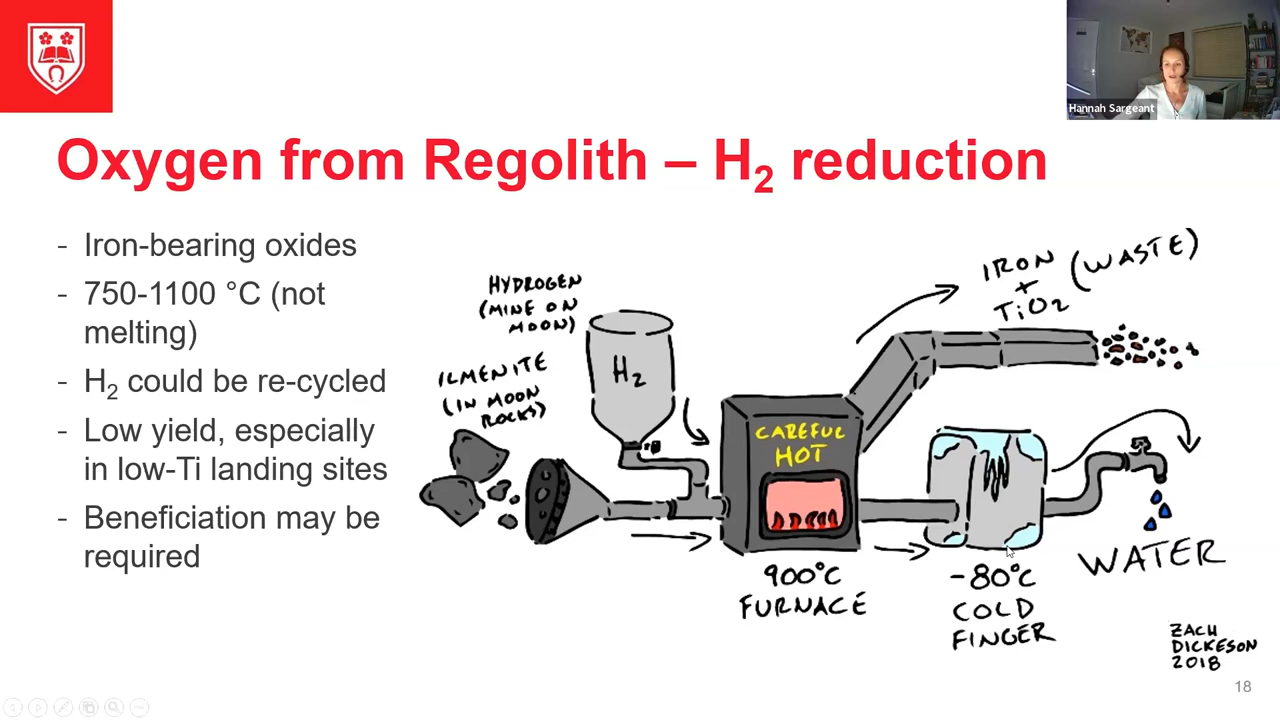 Hannah Sargeant
Oxygen from Regolith – H2 reduction
- Iron-bearing oxides
- 750-1100 °C (not
melting)
- H2 could be re-cycled
- Low yield, especially
in low-Ti landing sites
- Beneficiation may be
required
HYDROGEN
(MINE ON
MOON)
H2
ILMENITE
(IN MOON
ROCKS)
CAREFUL
HOT
900°C
FURNACE
IRON
+
TiO2
(WASTE)
-80°C
COLD
FINGER
WATER
ZACH
DICKESON
2018
18